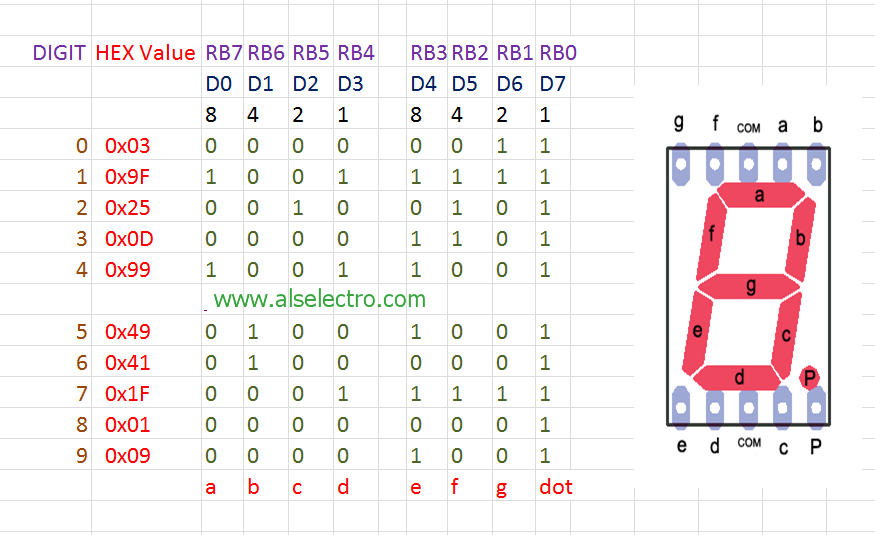 DIGIT HEX Value RB7 RB6 RB5 RB4 RB3 RB2 RB1 RB0
D0 D1 D2 D3 D4 D5 D6 D7
8 4 2 1 8 4 2 1
0 0x03 0 0 0 0 0 0 1 1
1 0x9F 1 0 0 1 1 1 1 1
2 0x25 0 0 1 0 0 1 0 1
3 0x0D 0 0 0 0 1 1 0 1
4 0x99 1 0 0 1 1 0 0 1
www.alselectro.com
5 0x49 0 1 0 0 1 0 0 1
6 0x41 0 1 0 0 0 0 0 1
7 0x1F 0 0 0 1 1 1 1 1
8 0x01 0 0 0 0 0 0 0 1
9 0x09 0 0 0 0 1 0 0 1
a b c d e f g dot
g f COM a b
a
f b
g
e c
d P
e d COM c P